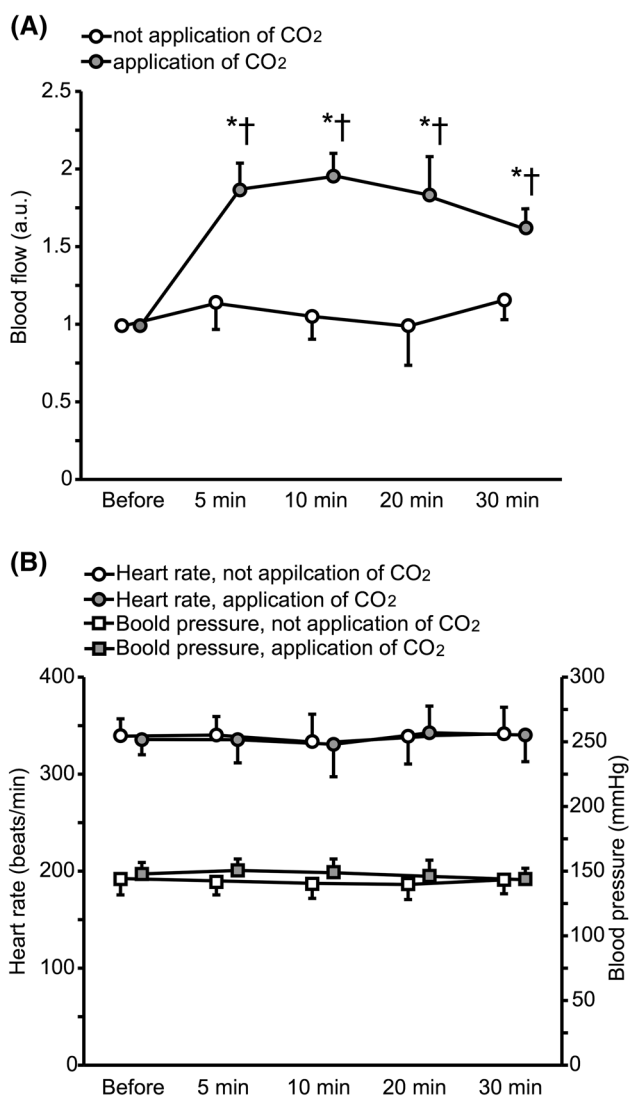 (A)
not application of CO2
application of CO2
2.5
2
1.5
1
0.5
0
Blood flow (a.u.)
*†
*†
*†
*†
Before 5 min 10 min 20 min 30 min
(B)
Heart rate, not appilcation of CO2
Heart rate, application of CO2
Boold pressure, not application of CO2
Boold pressure, application of CO2
400
300
200
100
0
Heart rate (beats/min)
300
250
200
150
100
50
0
Blood pressure (mmHg)
Before 5 min 10 min 20 min 30 min